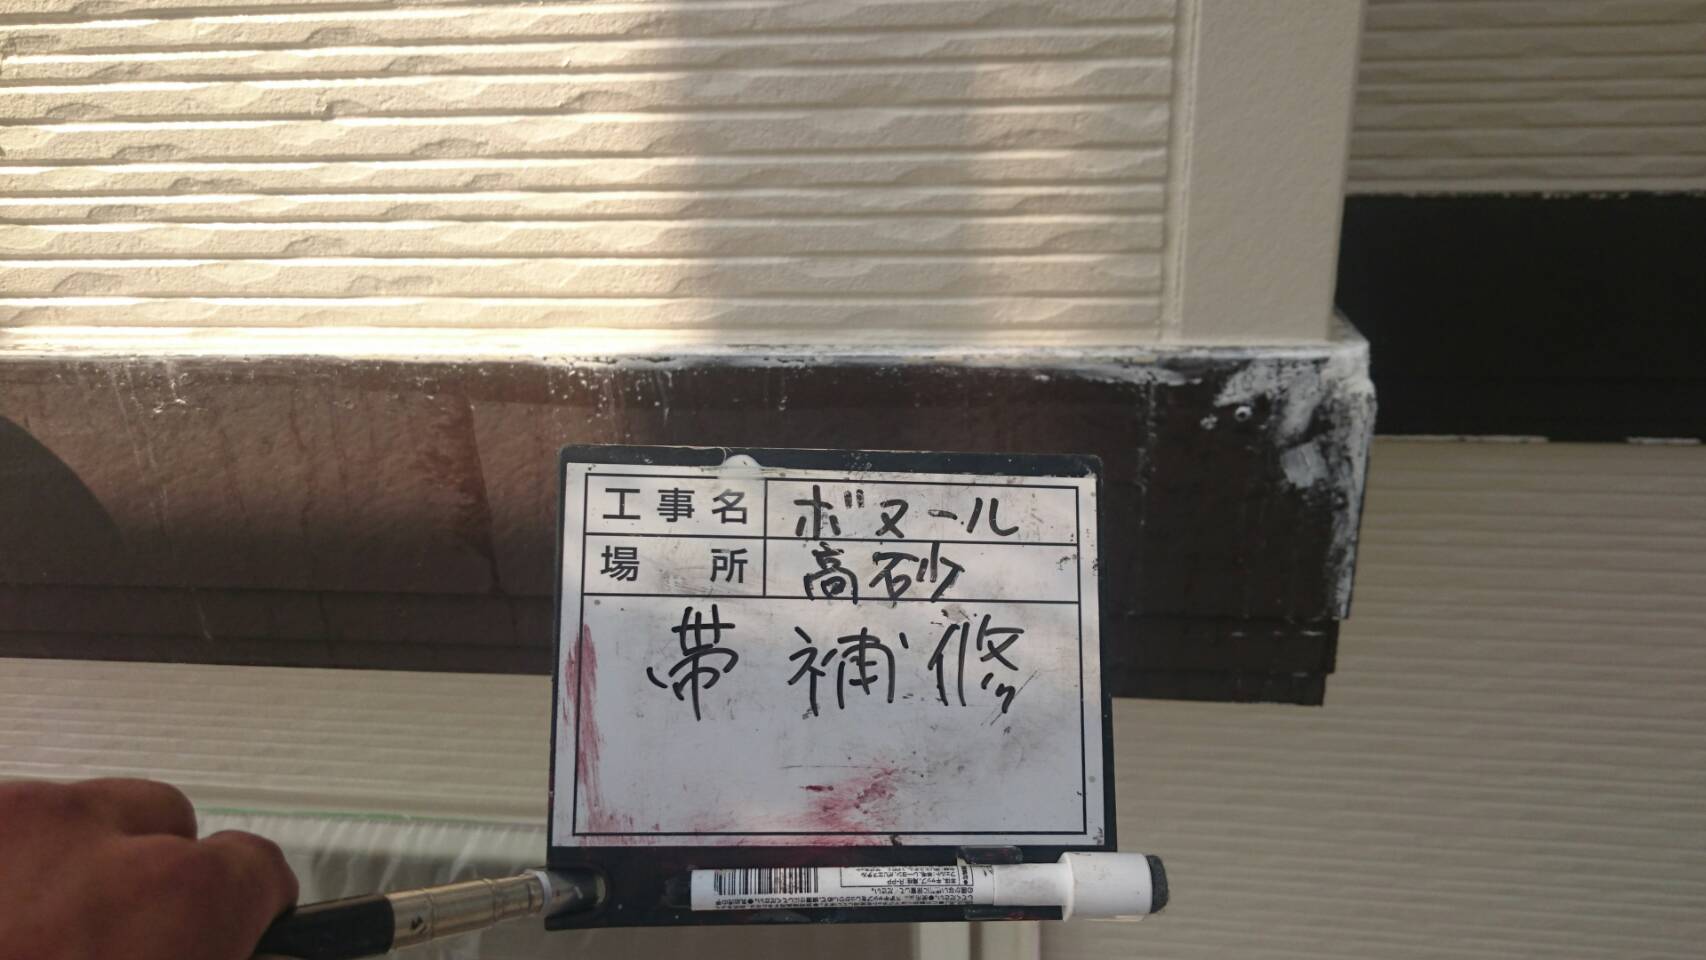 工事名 ボヌール
場所 高砂
帯補修